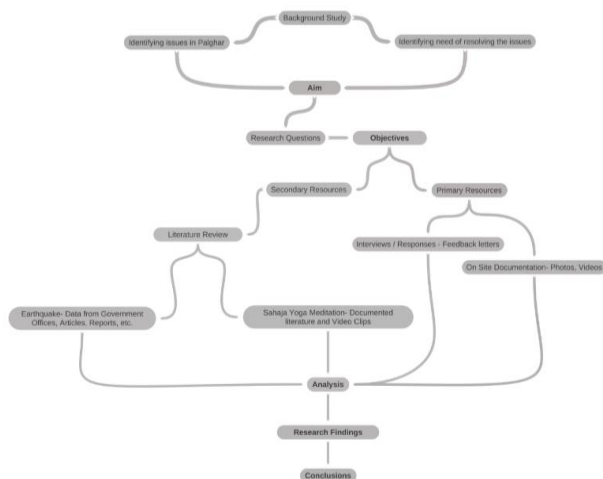 Background Study
Identifying issues in Palghar
Identifying need of resolving the issues
Aim
Research Questions
Objectives
Secondary Resources
Primary Resources
Literature Review
Interviews / Responses - Feedback letters
On Site Documentation- Photos, Videos
Earthquake- Data from Government
Offices, Articles, Reports, etc.
Sahaja Yoga Meditation- Documented
literature and Video Clips
Analysis
Research Findings
Conclusions